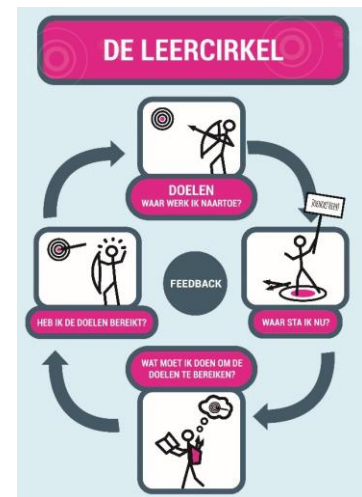 DE LEERCIRKEL
DOELEN
WAAR WERK IK NAARTOE?
FEEDBACK
HEB IK DE DOELEN BEREIKT?
WAAR STA IK NU?
WAT MOET IK DOEN OM DE
DOELEN TE BEREIKEN?